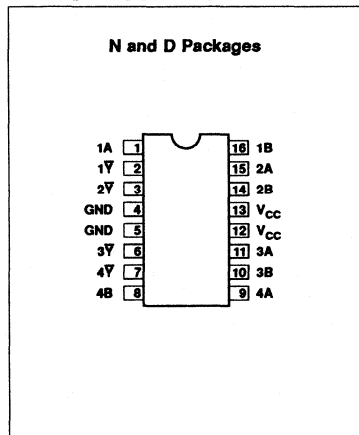 N and D Packages
1A 1 16 1B
1Y̅ 2 15 2A
2Y̅ 3 14 2B
GND 4 13 VCC
GND 5 12 VCC
3Y̅ 6 11 3A
4Y̅ 7 10 3B
4B 8 9 4A